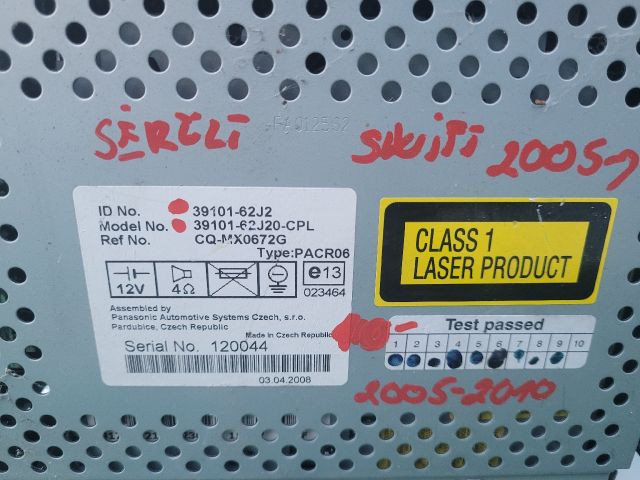 SERTLİ
SWIFT 2005-7
ID No. 39101-62J2
Model No. 39101-62J20-CPL
Ref No. CQ-MX0672G
Type:PACR06
12V
4Ω
e13
023464
Assembled by
Panasonic Automotive Systems Czech, s.r.o.
Pardubice, Czech Republic
Made in Czech Republic
Serial No. 120044
03.04.2008
CLASS 1
LASER PRODUCT
Test passed
1 2 3 4 5 6 7 8 9 10
2005-2010